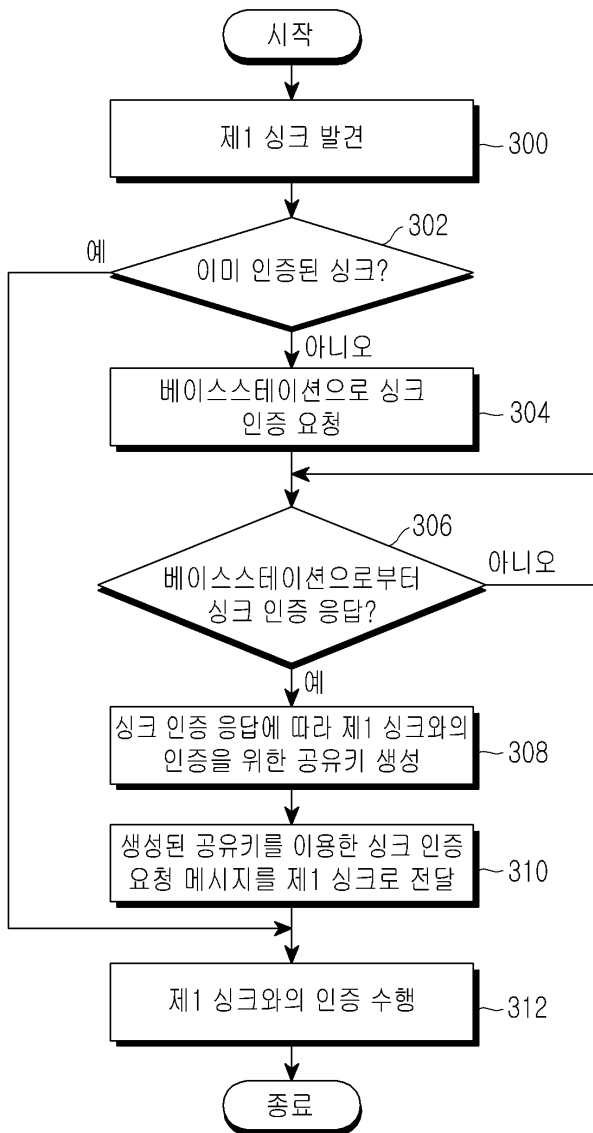 시작
제1 싱크 발견
300
302
예
이미 인증된 싱크?
아니오
베이스스테이션으로 싱크
인증 요청
304
306
아니오
베이스스테이션으로부터
싱크 인증 응답?
예
싱크 인증 응답에 따라 제1 싱크와의
인증을 위한 공유키 생성
308
생성된 공유키를 이용한 싱크 인증
요청 메시지를 제1 싱크로 전달
310
제1 싱크와의 인증 수행
312
종료